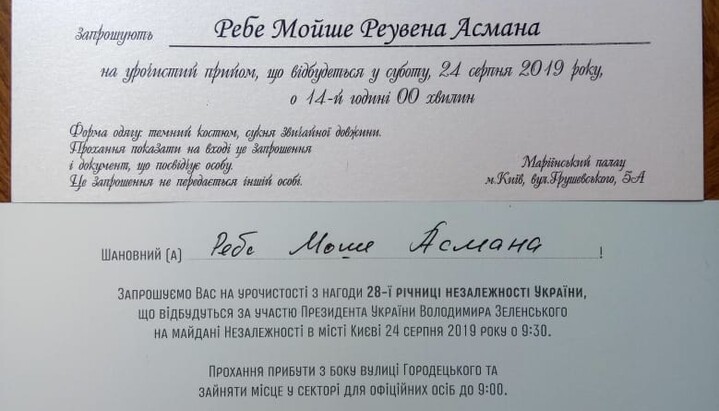 Запрошують Ребе Мойше Реувена Асмана
на урочистий прийом, що відбудеться у суботу, 24 серпня 2019 року,
о 14-й годині 00 хвилин
Форма одягу: темний костюм, сукня звичайної довжини.
Прохання показати на вході це запрошення
і документ, що посвідчує особу.
Це запрошення не передається іншій особі.
Маріїнський палац
м.Київ, вул.Грушевського, 5А
Шановний (а) Ребе Моше Асмана !
Запрошуємо Вас на урочистості з нагоди 28-ї річниці незалежності України,
що відбудуться за участю Президента України Володимира Зеленського
на майдані Незалежності в місті Києві 24 серпня 2019 року о 9:30.
Прохання прибути з боку вулиці Городецького та
зайняти місце у секторі для офіційних осіб до 9:00.